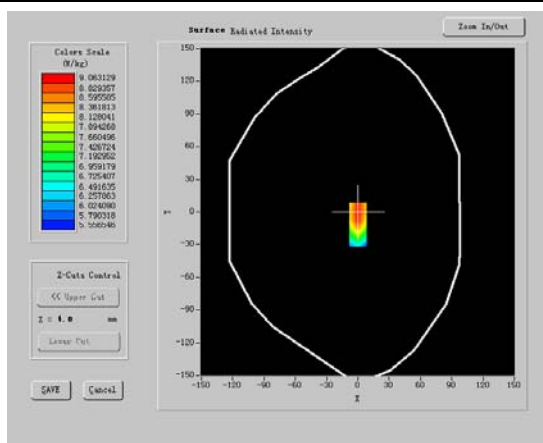 Surface Radiated Intensity
Zoom In/Out
Colors Scale
(W/kg)
9.063129
8.829357
8.595585
8.361813
8.128041
7.894268
7.660496
7.426724
7.192952
6.959179
6.725407
6.491635
6.257863
6.024090
5.790318
5.556546
150
120
90
60
30
0
-30
-60
-90
-120
-150
Y
-150 -120 -90 -60 -30 0 30 60 90 120 150
X
Z-Cuts Control
<< Upper Cut
Z = 4.0 mm
Lower Cut
SAVE
Cancel